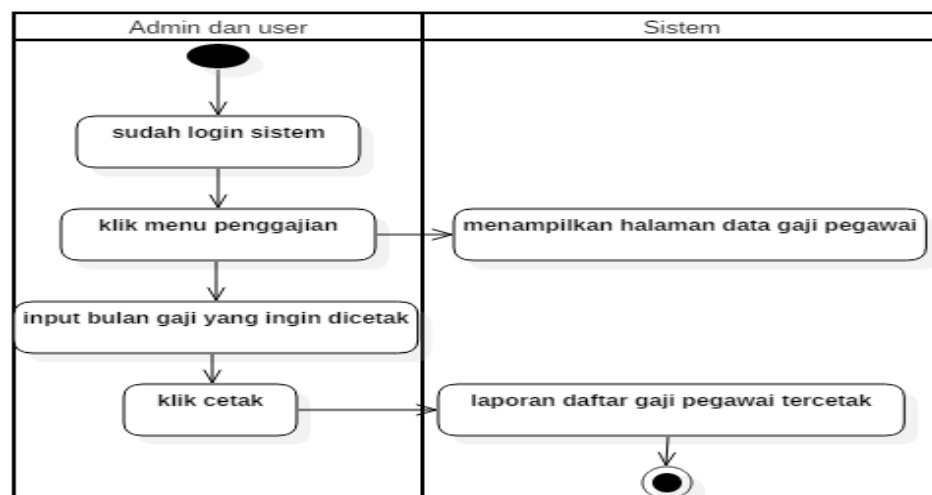 Admin dan user
Sistem
sudah login sistem
klik menu penggajian
menampilkan halaman data gaji pegawai
input bulan gaji yang ingin dicetak
klik cetak
laporan daftar gaji pegawai tercetak